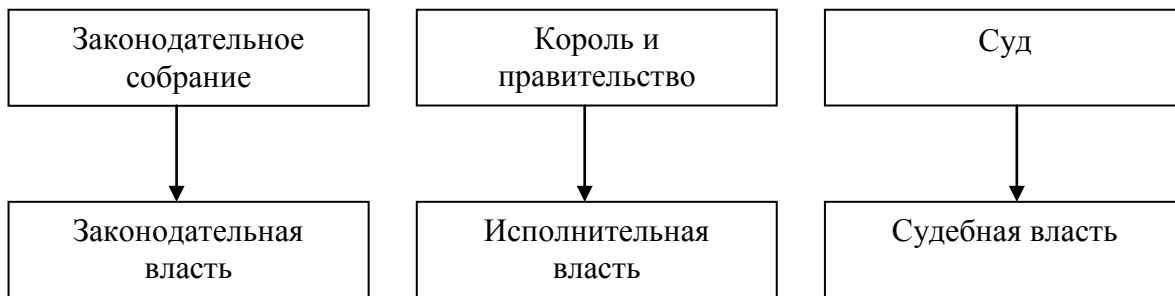 Законодательное
собрание
Король и
правительство
Суд
Законодательная
власть
Исполнительная
власть
Судебная власть